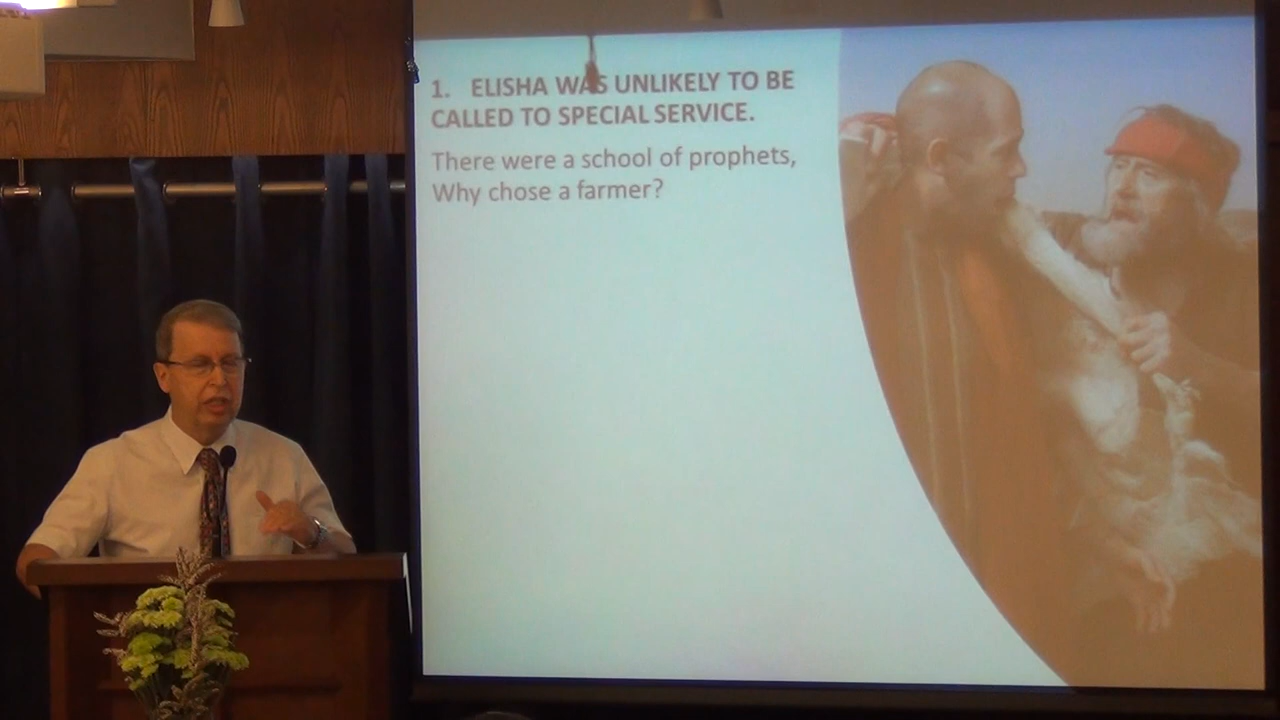 1. ELISHA WAS UNLIKELY TO BE
CALLED TO SPECIAL SERVICE.
There were a school of prophets,
Why chose a farmer?